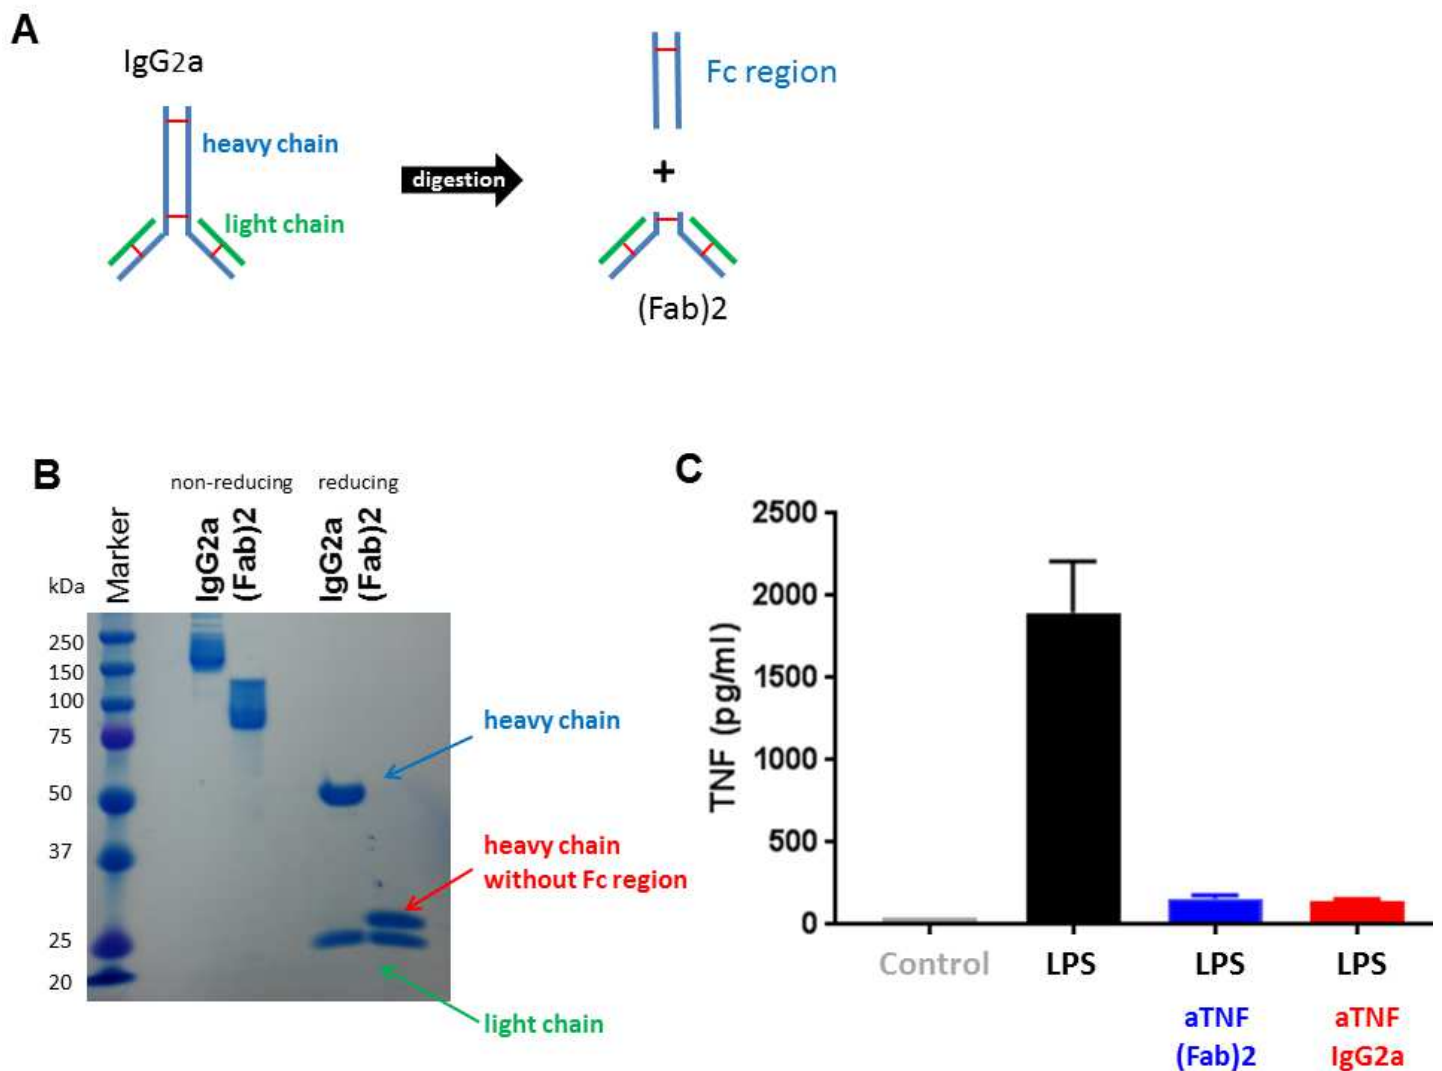 A
IgG2a
heavy chain
light chain
digestion
Fc region
+
(Fab)2
B
non-reducing reducing
Marker
IgG2a
(Fab)2
IgG2a
(Fab)2
kDa
250
150
100
75
50
37
25
20
heavy chain
heavy chain
without Fc region
light chain
C
TNF (pg/ml)
2500
2000
1500
1000
500
0
Control LPS LPS LPS
aTNF aTNF
(Fab)2 IgG2a